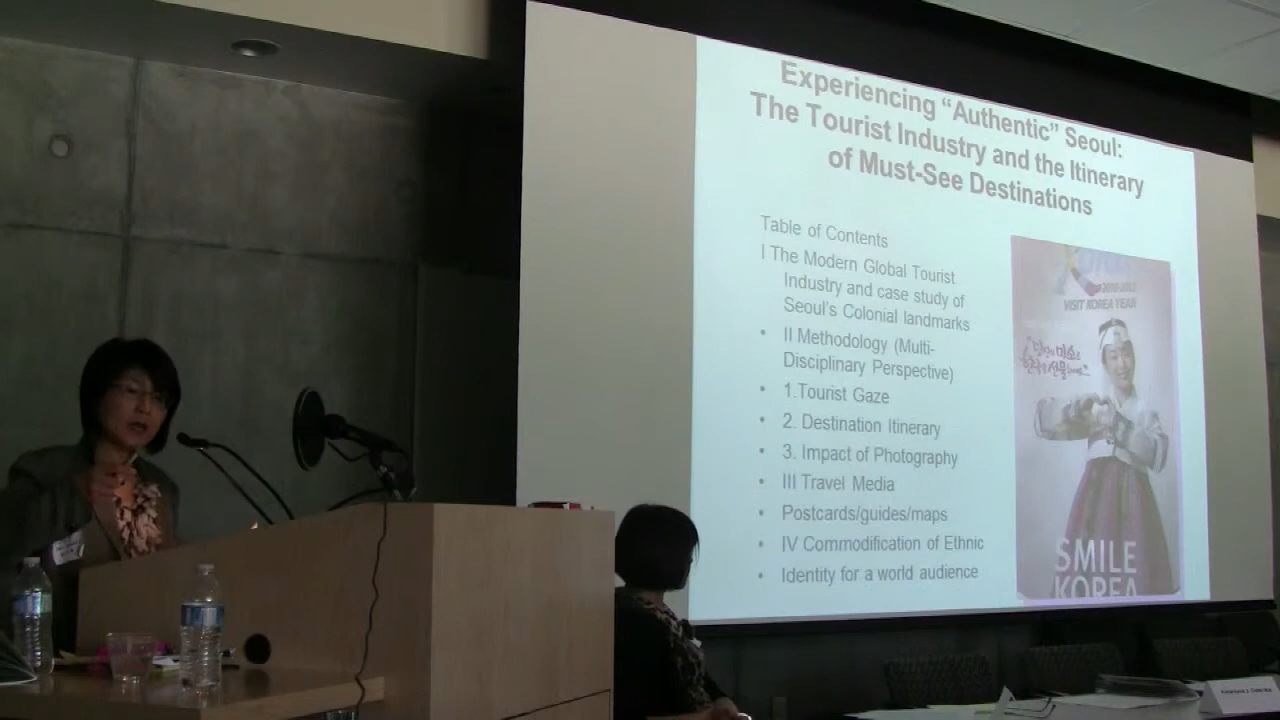 Experiencing “Authentic” Seoul:
The Tourist Industry and the Itinerary
of Must-See Destinations
Table of Contents
I The Modern Global Tourist
Industry and case study of
Seoul's Colonial landmarks
• II Methodology (Multi-
Disciplinary Perspective)
• 1.Tourist Gaze
• 2. Destination Itinerary
• 3. Impact of Photography
• III Travel Media
• Postcards/guides/maps
• IV Commodification of Ethnic
• Identity for a world audience
VISIT KOREA YEAR
SMILE
KOREA